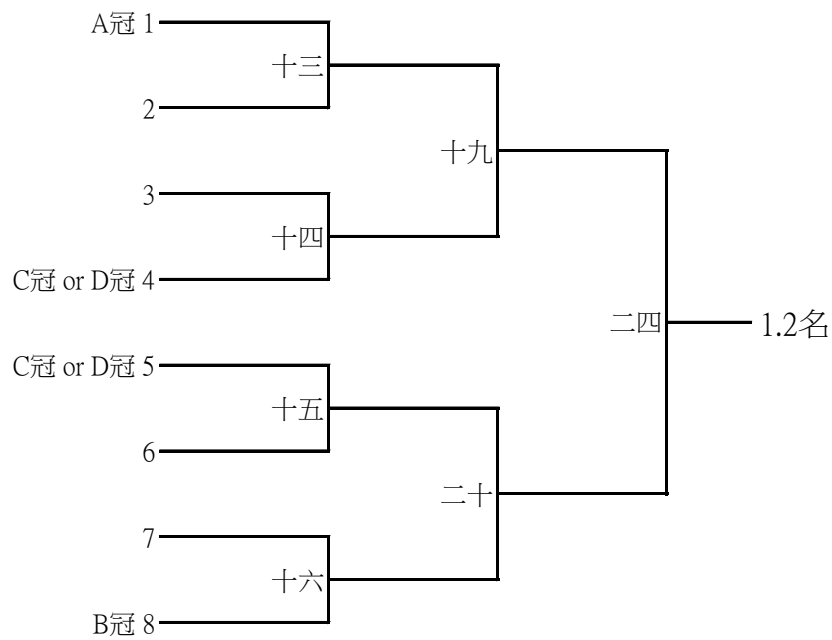 A冠 1
十三
2
十九
3
十四
C冠 or D冠 4
二四
1.2名
C冠 or D冠 5
十五
6
二十
7
十六
B冠 8